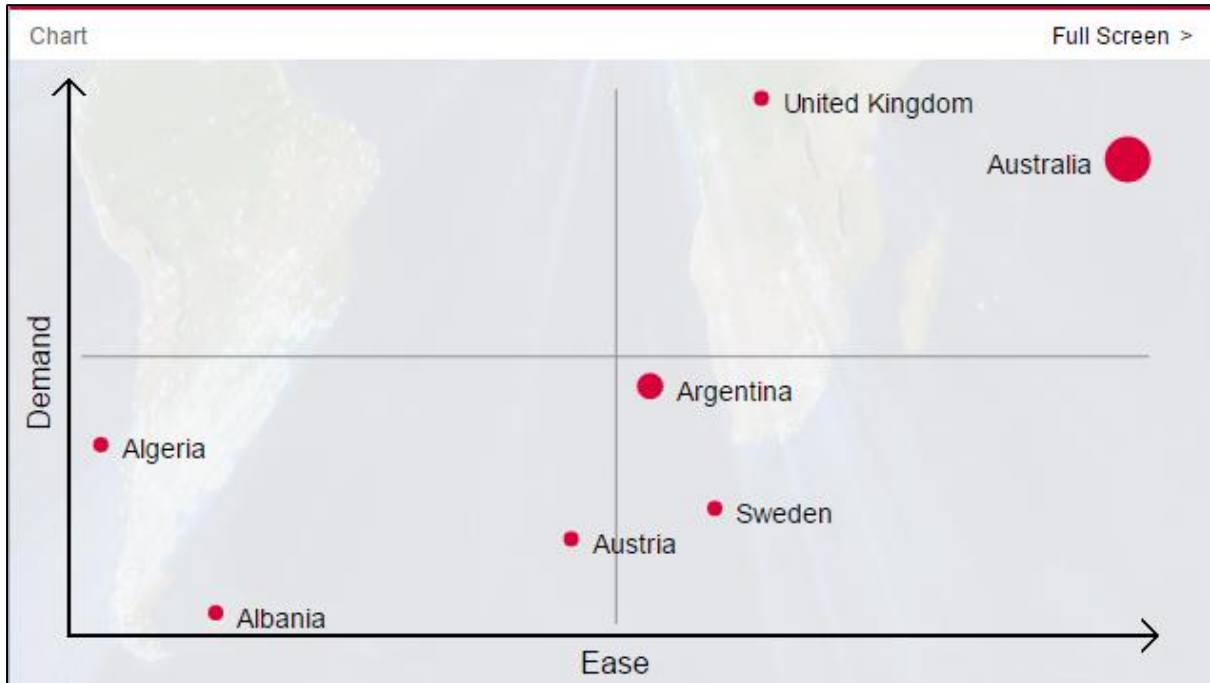 Chart
Full Screen >
United Kingdom
Australia
Demand
Argentina
Algeria
Sweden
Austria
Albania
Ease